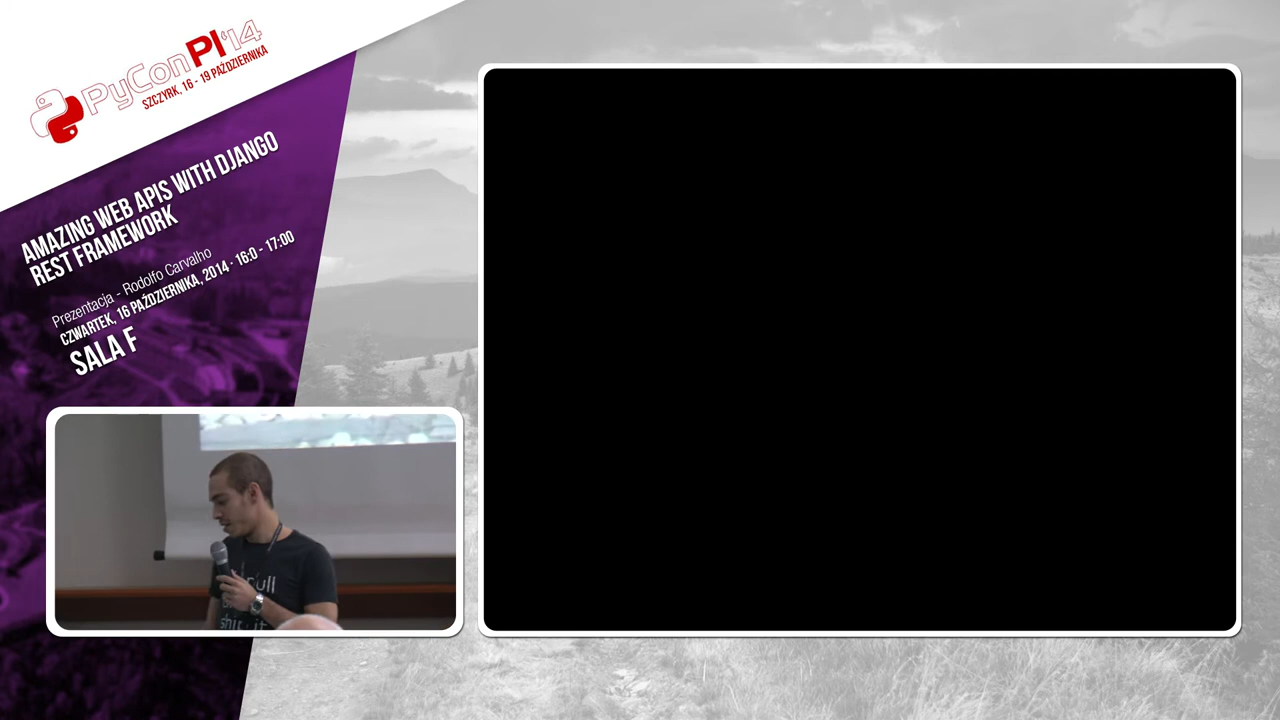 PyConPl'14
SZCZYRK, 16 - 19 PAŹDZIERNIKA
AMAZING WEB APIS WITH DJANGO
REST FRAMEWORK
Prezentacja - Rodolfo Carvalho
CZWARTEK, 16 PAŹDZIERNIKA, 2014 · 16:0 - 17:00
SALA F